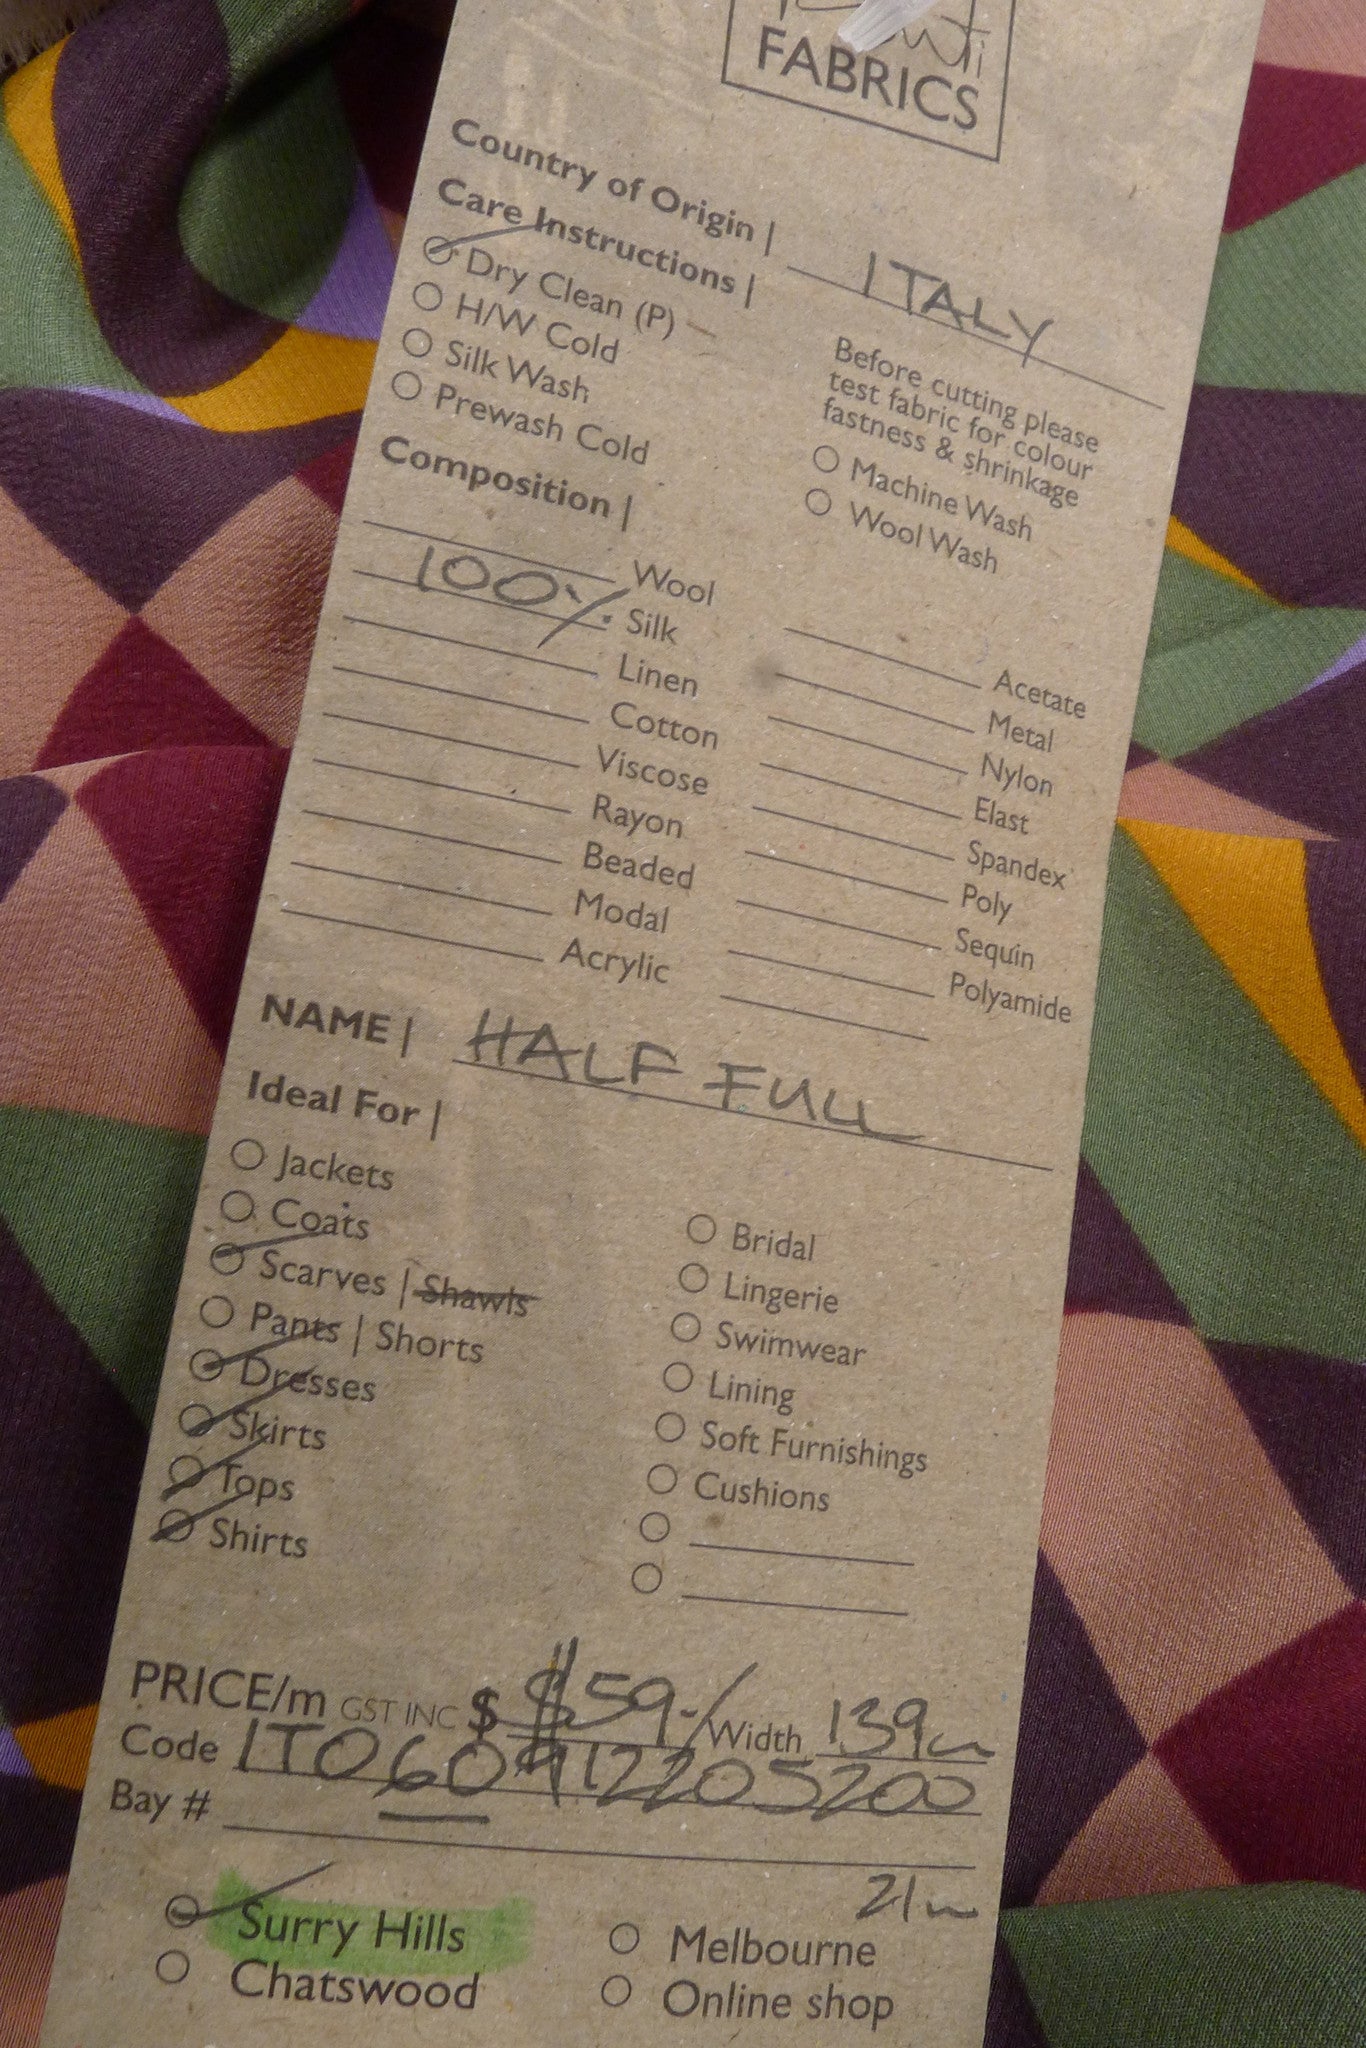 FABRICS
Country of Origin | ITALY
Care Instructions |
Dry Clean (P)
H/W Cold
Silk Wash
Prewash Cold
Before cutting please
test fabric for colour
fastness & shrinkage
Machine Wash
Wool Wash
Composition |
Wool
100% Silk
Linen
Cotton
Viscose
Rayon
Beaded
Modal
Acrylic
Acetate
Metal
Nylon
Elast
Spandex
Poly
Sequin
Polyamide
NAME | HALF FULL
Ideal For |
Jackets
Coats
Scarves | Shawls
Pants | Shorts
Dresses
Skirts
Tops
Shirts
Bridal
Lingerie
Swimwear
Lining
Soft Furnishings
Cushions
PRICE/m GST INC $ $59-/ Width 139cm
Code ITO60912205200
Bay #
21m
Surry Hills
Chatswood
Melbourne
Online shop